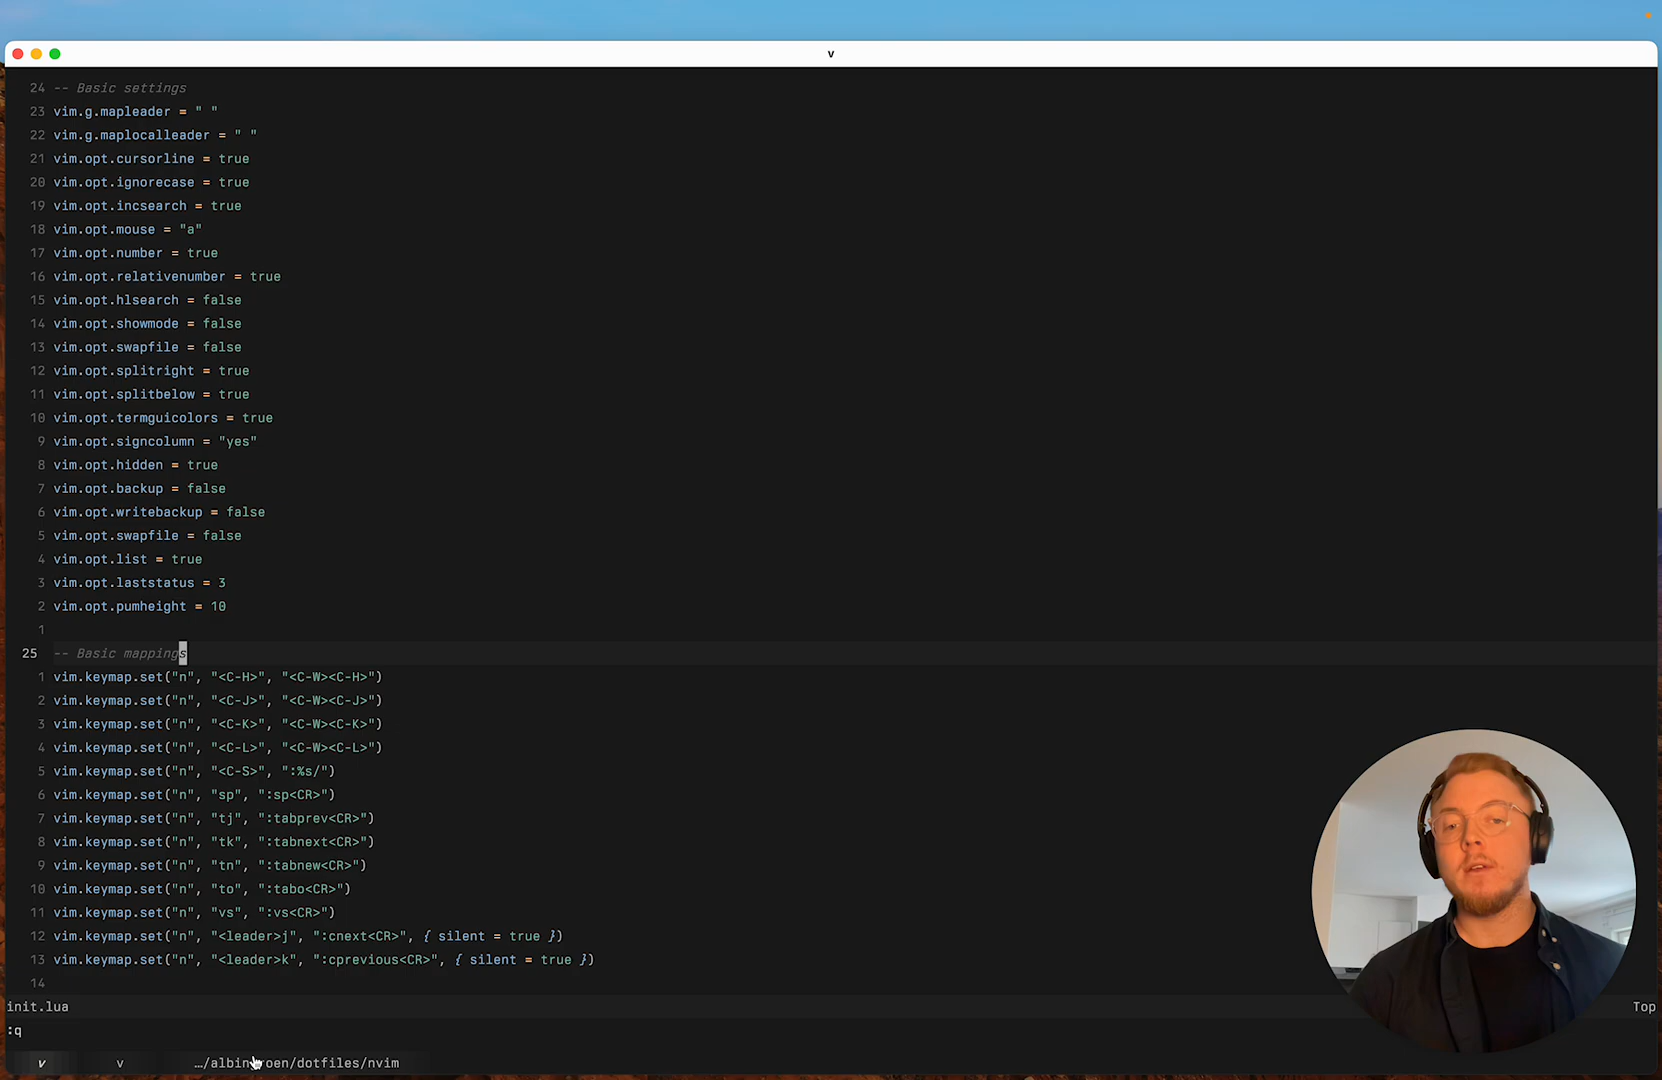 v
24 -- Basic settings
23 vim.g.mapleader = " "
22 vim.g.maplocalleader = " "
21 vim.opt.cursorline = true
20 vim.opt.ignorecase = true
19 vim.opt.incsearch = true
18 vim.opt.mouse = "a"
17 vim.opt.number = true
16 vim.opt.relativenumber = true
15 vim.opt.hlsearch = false
14 vim.opt.showmode = false
13 vim.opt.swapfile = false
12 vim.opt.splitright = true
11 vim.opt.splitbelow = true
10 vim.opt.termguicolors = true
9 vim.opt.signcolumn = "yes"
8 vim.opt.hidden = true
7 vim.opt.backup = false
6 vim.opt.writebackup = false
5 vim.opt.swapfile = false
4 vim.opt.list = true
3 vim.opt.laststatus = 3
2 vim.opt.pumheight = 10
1
25 -- Basic mappings
1 vim.keymap.set("n", "<C-H>", "<C-W><C-H>")
2 vim.keymap.set("n", "<C-J>", "<C-W><C-J>")
3 vim.keymap.set("n", "<C-K>", "<C-W><C-K>")
4 vim.keymap.set("n", "<C-L>", "<C-W><C-L>")
5 vim.keymap.set("n", "<C-S>", ":%s/")
6 vim.keymap.set("n", "sp", ":sp<CR>")
7 vim.keymap.set("n", "tj", ":tabprev<CR>")
8 vim.keymap.set("n", "tk", ":tabnext<CR>")
9 vim.keymap.set("n", "tn", ":tabnew<CR>")
10 vim.keymap.set("n", "to", ":tabo<CR>")
11 vim.keymap.set("n", "vs", ":vs<CR>")
12 vim.keymap.set("n", "<leader>j", ":cnext<CR>", { silent = true })
13 vim.keymap.set("n", "<leader>k", ":cprevious<CR>", { silent = true })
14
init.lua Top
:q
v v /dotfiles/nvim